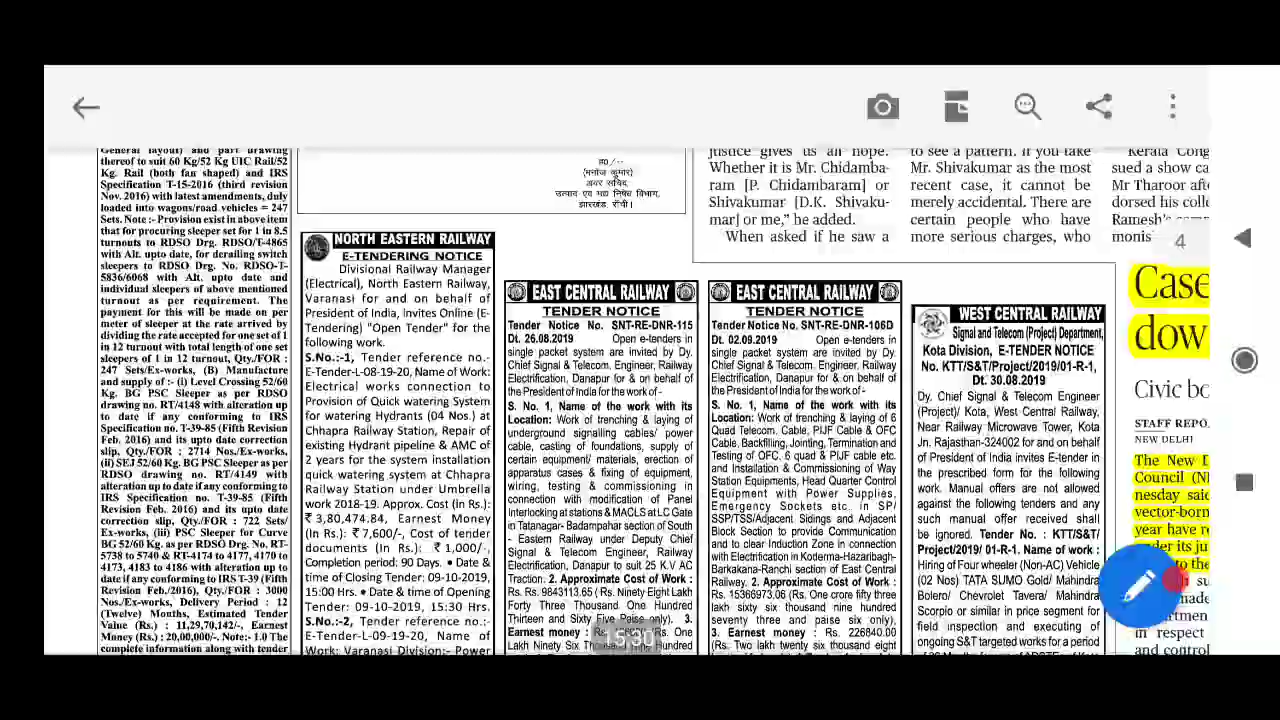 General layout) and part drawing
thereof to suit 60 Kg/52 Kg UIC Rail/52
Kg. Rail (both fan shaped) and IRS
Specification T-15-2016 (third revision
Nov. 2016) with latest amendments, duly
loaded into wagons/road vehicles = 247
Sets. Note :- Provision exist in above item
that for procuring sleeper set for 1 in 8.5
turnouts to RDSO Drg. RDSO/T-4865
with Alt. upto date, for derailing switch
sleepers to RDSO Drg. No. RDSO-T-
5836/6068 with Alt. upto date and
individual sleepers of above mentioned
turnout as per requirement. The
payment for this will be made on per
meter of sleeper at the rate arrived by
dividing the rate accepted for one set of 1
in 12 turnout with total length of one set
sleepers of 1 in 12 turnout, Qty./FOR :
247 Sets/Ex-works, (B) Manufacture
and supply of :- (i) Level Crossing 52/60
Kg. BG PSC Sleeper as per RDSO
drawing no. RT/4148 with alteration up
to date if any conforming to IRS
Specification no. T-39-85 (Fifth Revision
Feb. 2016) and its upto date correction
slip, Qty./FOR : 2714 Nos./Ex-works,
(ii) SEJ 52/60 Kg. BG PSC Sleeper as per
RDSO drawing no. RT/4149 with
alteration up to date if any conforming to
IRS Specification no. T-39-85 (Fifth
Revision Feb. 2016) and its upto date
correction slip, Qty./FOR : 722 Sets/
Ex-works, (iii) PSC Sleeper for Curve
BG 52/60 Kg. as per RDSO Drg. No. RT-
5738 to 5740 & RT-4174 to 4177, 4170 to
4173, 4183 to 4186 with alteration up to
date if any conforming to IRS T-39 (Fifth
Revision Feb./2016), Qty./FOR : 3000
Nos./Ex-works, Delivery Period : 12
(Twelve) Months, Estimated Tender
Value (Rs.) : 11,29,70,142/-, Earnest
Money (Rs.) : 20,00,000/-. Note:- 1.0 The
complete information along with tender
ह0/--
(मनोज कुमार)
अवर सचिव,
उत्पाद एवं मद्य निषेध विभाग,
झारखंड, राँची।
NORTH EASTERN RAILWAY
E-TENDERING NOTICE
Divisional Railway Manager
(Electrical), North Eastern Railway,
Varanasi for and on behalf of
President of India, Invites Online (E-
Tendering) "Open Tender" for the
following work.
S.No.:-1, Tender reference no.-
E-Tender-L-08-19-20, Name of Work:
Electrical works connection to
Provision of Quick watering System
for watering Hydrants (04 Nos.) at
Chhapra Railway Station, Repair of
existing Hydrant pipeline & AMC of
2 years for the system installation
quick watering system at Chhapra
Railway Station under Umbrella
work 2018-19. Approx. Cost (in Rs.):
₹ 3,80,474.84, Earnest Money
(In Rs.): ₹ 7,600/-, Cost of tender
documents (In Rs.): ₹ 1,000/-,
Completion period: 90 Days. • Date &
time of Closing Tender: 09-10-2019,
15:00 Hrs. • Date & time of Opening
Tender: 09-10-2019, 15:30 Hrs.
S.No.:-2, Tender reference no.-
E-Tender-L-09-19-20, Name of
Work: Varanasi Division:- Power
EAST CENTRAL RAILWAY
TENDER NOTICE
Tender Notice No. SNT-RE-DNR-115
Dt. 26.08.2019 Open e-tenders in
single packet system are invited by Dy.
Chief Signal & Telecom. Engineer, Railway
Electrification, Danapur for & on behalf of
the President of India for the work of -
S. No. 1, Name of the work with its
Location: Work of trenching & laying of
underground signalling cables/ power
cable, casting of foundations, supply of
certain equipment/ materials, erection of
apparatus cases & fixing of equipment,
wiring, testing & commissioning in
connection with modification of Panel
Interlocking at stations & MACLS at LC Gate
in Tatanagar- Badampahar section of South
- Eastern Railway under Deputy Chief
Signal & Telecom Engineer, Railway
Electrification, Danapur to suit 25 K.V AC
Traction. 2. Approximate Cost of Work :
Rs. Rs. 9843113.65 ( Rs. Ninety Eight Lakh
Forty Three Thousand One Hundred
Thirteen and Sixty Five Paise only). 3.
Earnest money : Rs. (Rs. One
Lakh Ninety Six Thousand Nine Hundred
EAST CENTRAL RAILWAY
TENDER NOTICE
Tender Notice No. SNT-RE-DNR-106D
Dt. 02.09.2019 Open e-tenders in
single packet system are invited by Dy.
Chief Signal & Telecom. Engineer, Railway
Electrification, Danapur for & on behalf of
the President of India for the work of -
S. No. 1, Name of the work with its
Location: Work of trenching & laying of 6
Quad Telecom. Cable, PIJF Cable & OFC
Cable, Backfilling, Jointing, Termination and
Testing of OFC, 6 quad & PIJF cable etc.
and Installation & Commissioning of Way
Station Equipments, Head Quarter Control
Equipment with Power Supplies,
Emergency Sockets etc. in SP/
SSP/TSS/Adjacent Sidings and Adjacent
Block Section to provide Communication
and to clear Induction Zone in connection
with Electrification in Koderma-Hazaribagh-
Barkakana-Ranchi section of East Central
Railway. 2. Approximate Cost of Work :
Rs. 15366973.06 (Rs. One crore fifty three
lakh sixty six thousand nine hundred
seventy three and paise six only).
3. Earnest money : Rs. 226840.00
(Rs. Two lakh twenty six thousand eight
justice gives us all hope.
Whether it is Mr. Chidamba-
ram [P. Chidambaram] or
Shivakumar [D.K. Shivaku-
mar] or me,” he added.
When asked if he saw a
to see a pattern. If you take
Mr. Shivakumar as the most
recent case, it cannot be
merely accidental. There are
certain people who have
more serious charges, who
Kerala Cong
sued a show ca
Mr Tharoor afte
dorsed his colle
Ramesh's
monis
4
WEST CENTRAL RAILWAY
Signal and Telecom (Project) Department,
Kota Division, E-TENDER NOTICE
No. KTT/S&T/Project/2019/01-R-1,
Dt. 30.08.2019
Dy. Chief Signal & Telecom Engineer
(Project)/ Kota, West Central Railway,
Near Railway Microwave Tower, Kota
Jn. Rajasthan-324002 for and on behalf
of President of India invites E-tender in
the prescribed form for the following
work. Manual offers are not allowed
against the following tenders and any
such manual offer received shall
be ignored. Tender No. : KTT/S&T/
Project/2019/ 01-R-1. Name of work :
Hiring of Four wheeler (Non-AC) Vehicle
(02 Nos) TATA SUMO Gold/ Mahindra
Bolero/ Chevrolet Tavera/ Mahindra
Scorpio or similar in price segment for
field inspection and executing of
ongoing S&T targeted works for a period
Case
dow
Civic bo
STAFF REPO
NEW DELHI
The New D
Council (N
nesday said
vector-born
year have re
under its ju
to the
made
in respect
and control
15:30